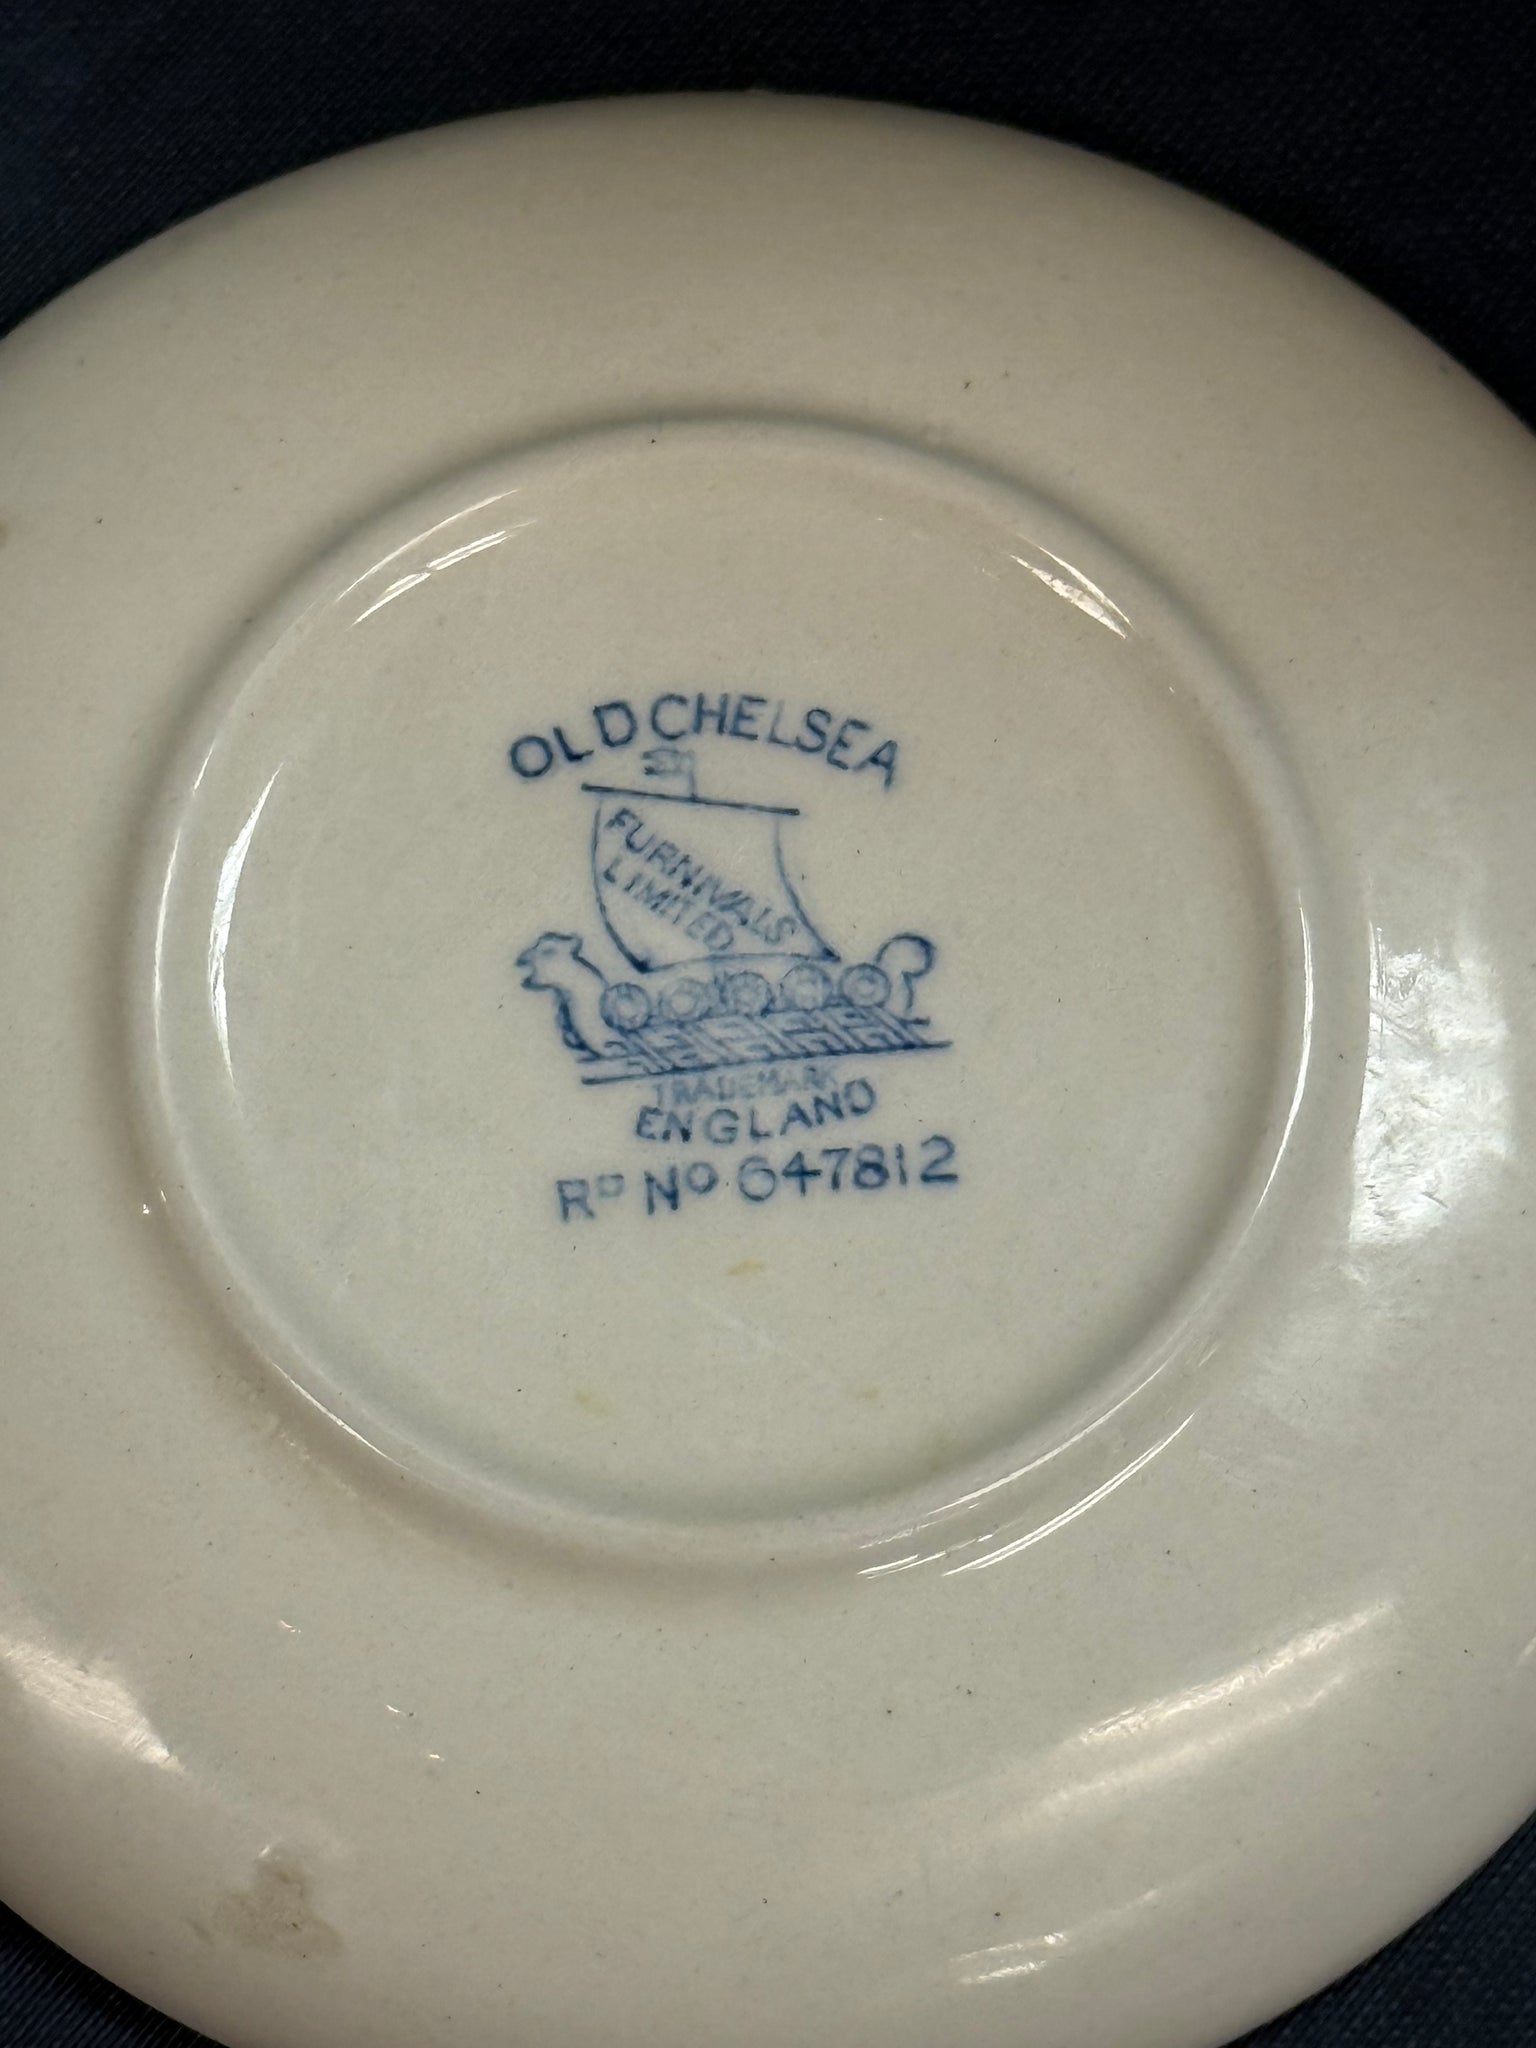 OLD CHELSEA
FURNIVALS
LIMITED
TRADEMARK
ENGLAND
Rᴰ Nº 647812